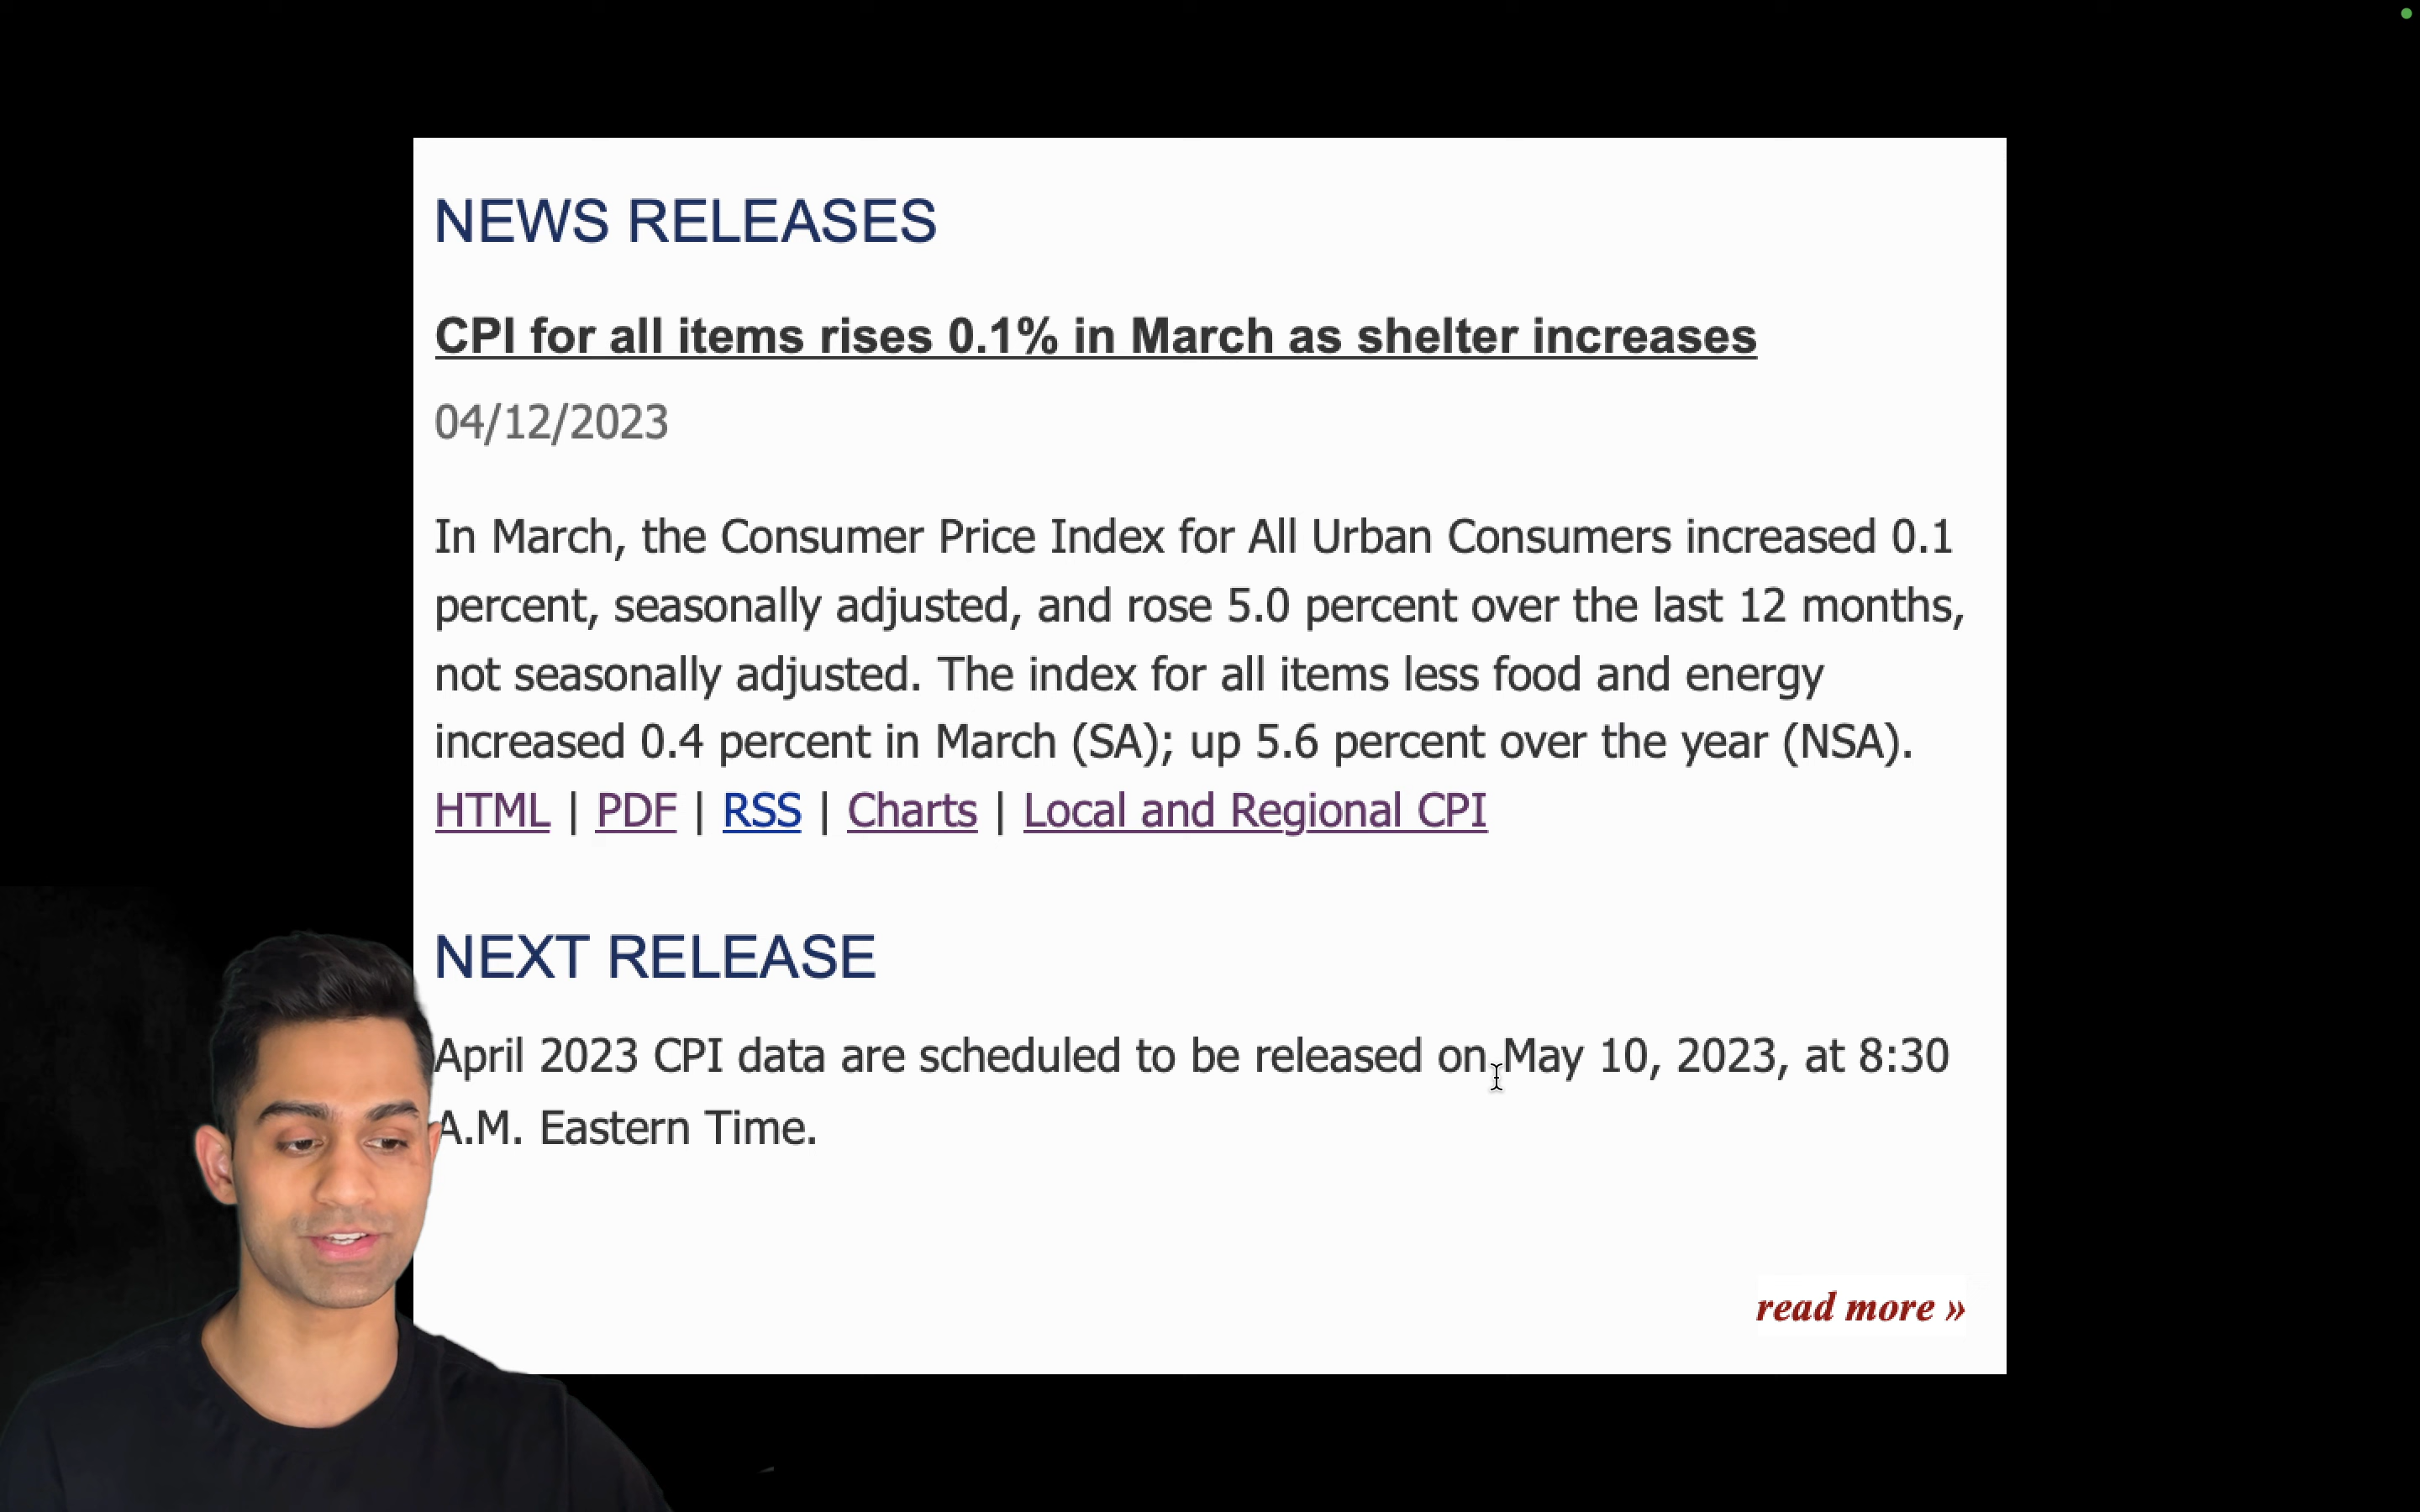 NEWS RELEASES
CPI for all items rises 0.1% in March as shelter increases
04/12/2023
In March, the Consumer Price Index for All Urban Consumers increased 0.1
percent, seasonally adjusted, and rose 5.0 percent over the last 12 months,
not seasonally adjusted. The index for all items less food and energy
increased 0.4 percent in March (SA); up 5.6 percent over the year (NSA).
HTML | PDF | RSS | Charts | Local and Regional CPI
NEXT RELEASE
April 2023 CPI data are scheduled to be released on May 10, 2023, at 8:30
A.M. Eastern Time.
read more »